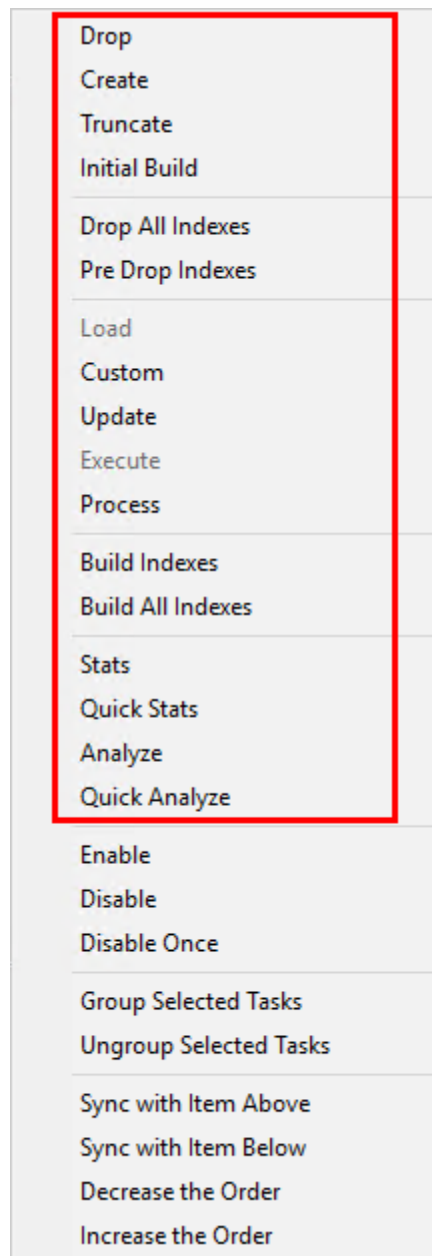 Drop
Create
Truncate
Initial Build
Drop All Indexes
Pre Drop Indexes
Load
Custom
Update
Execute
Process
Build Indexes
Build All Indexes
Stats
Quick Stats
Analyze
Quick Analyze
Enable
Disable
Disable Once
Group Selected Tasks
Ungroup Selected Tasks
Sync with Item Above
Sync with Item Below
Decrease the Order
Increase the Order